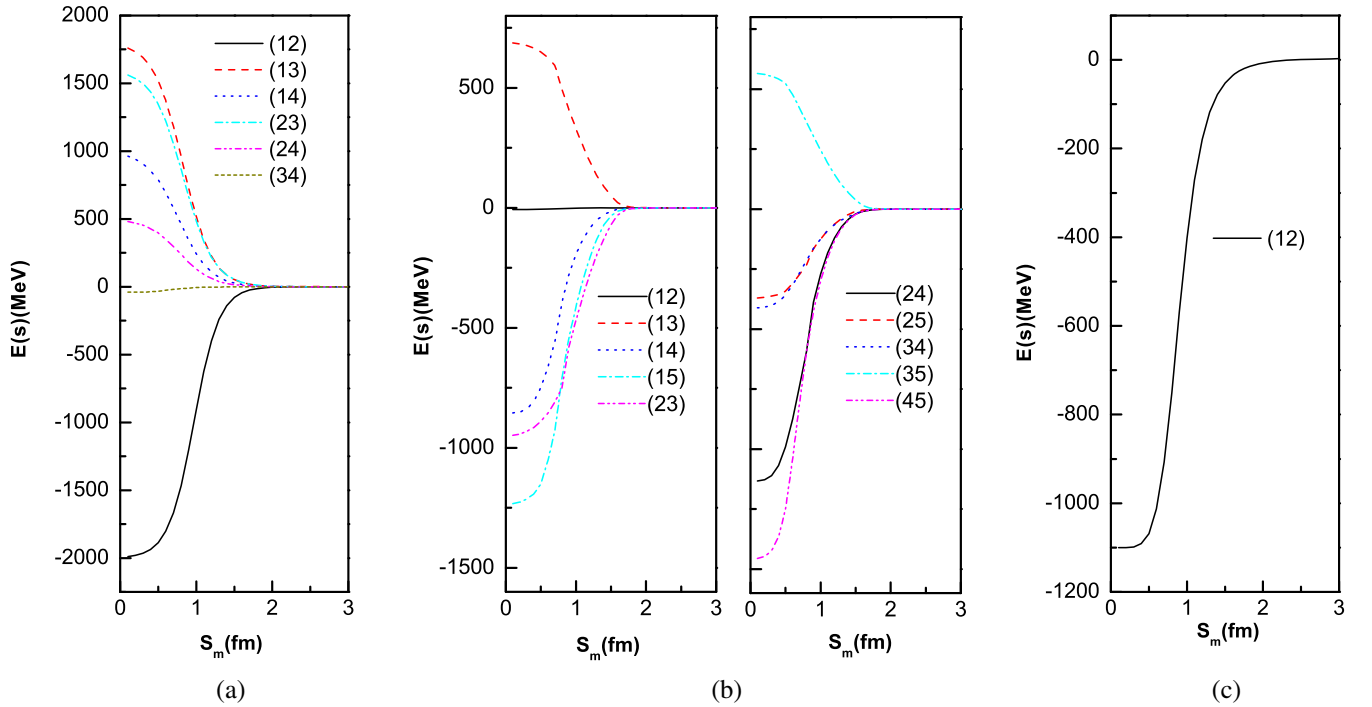 2000
1500
1000
500
0
-500
-1000
-1500
-2000
E(s)(MeV)
(12)
(13)
(14)
(23)
(24)
(34)
0 1 2 3
S_m(fm)
(a)
500
0
-500
-1000
-1500
E(s)(MeV)
(12)
(13)
(14)
(15)
(23)
0 1 2 3
S_m(fm)
(24)
(25)
(34)
(35)
(45)
0 1 2 3
S_m(fm)
(b)
0
-200
-400
-600
-800
-1000
-1200
E(s)(MeV)
(12)
0 1 2 3
S_m(fm)
(c)